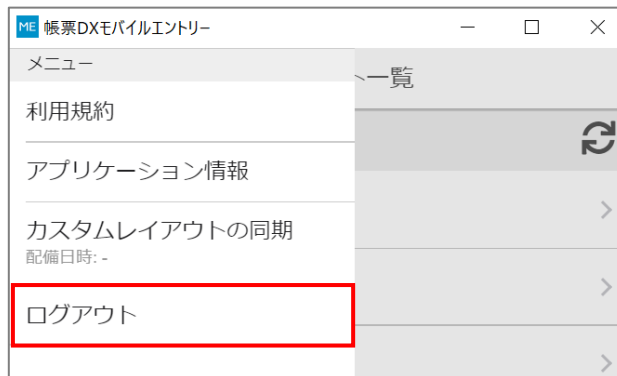 ME 帳票DXモバイルエントリー
メニュー
ト一覧
利用規約
アプリケーション情報
カスタムレイアウトの同期
配備日時: -
ログアウト